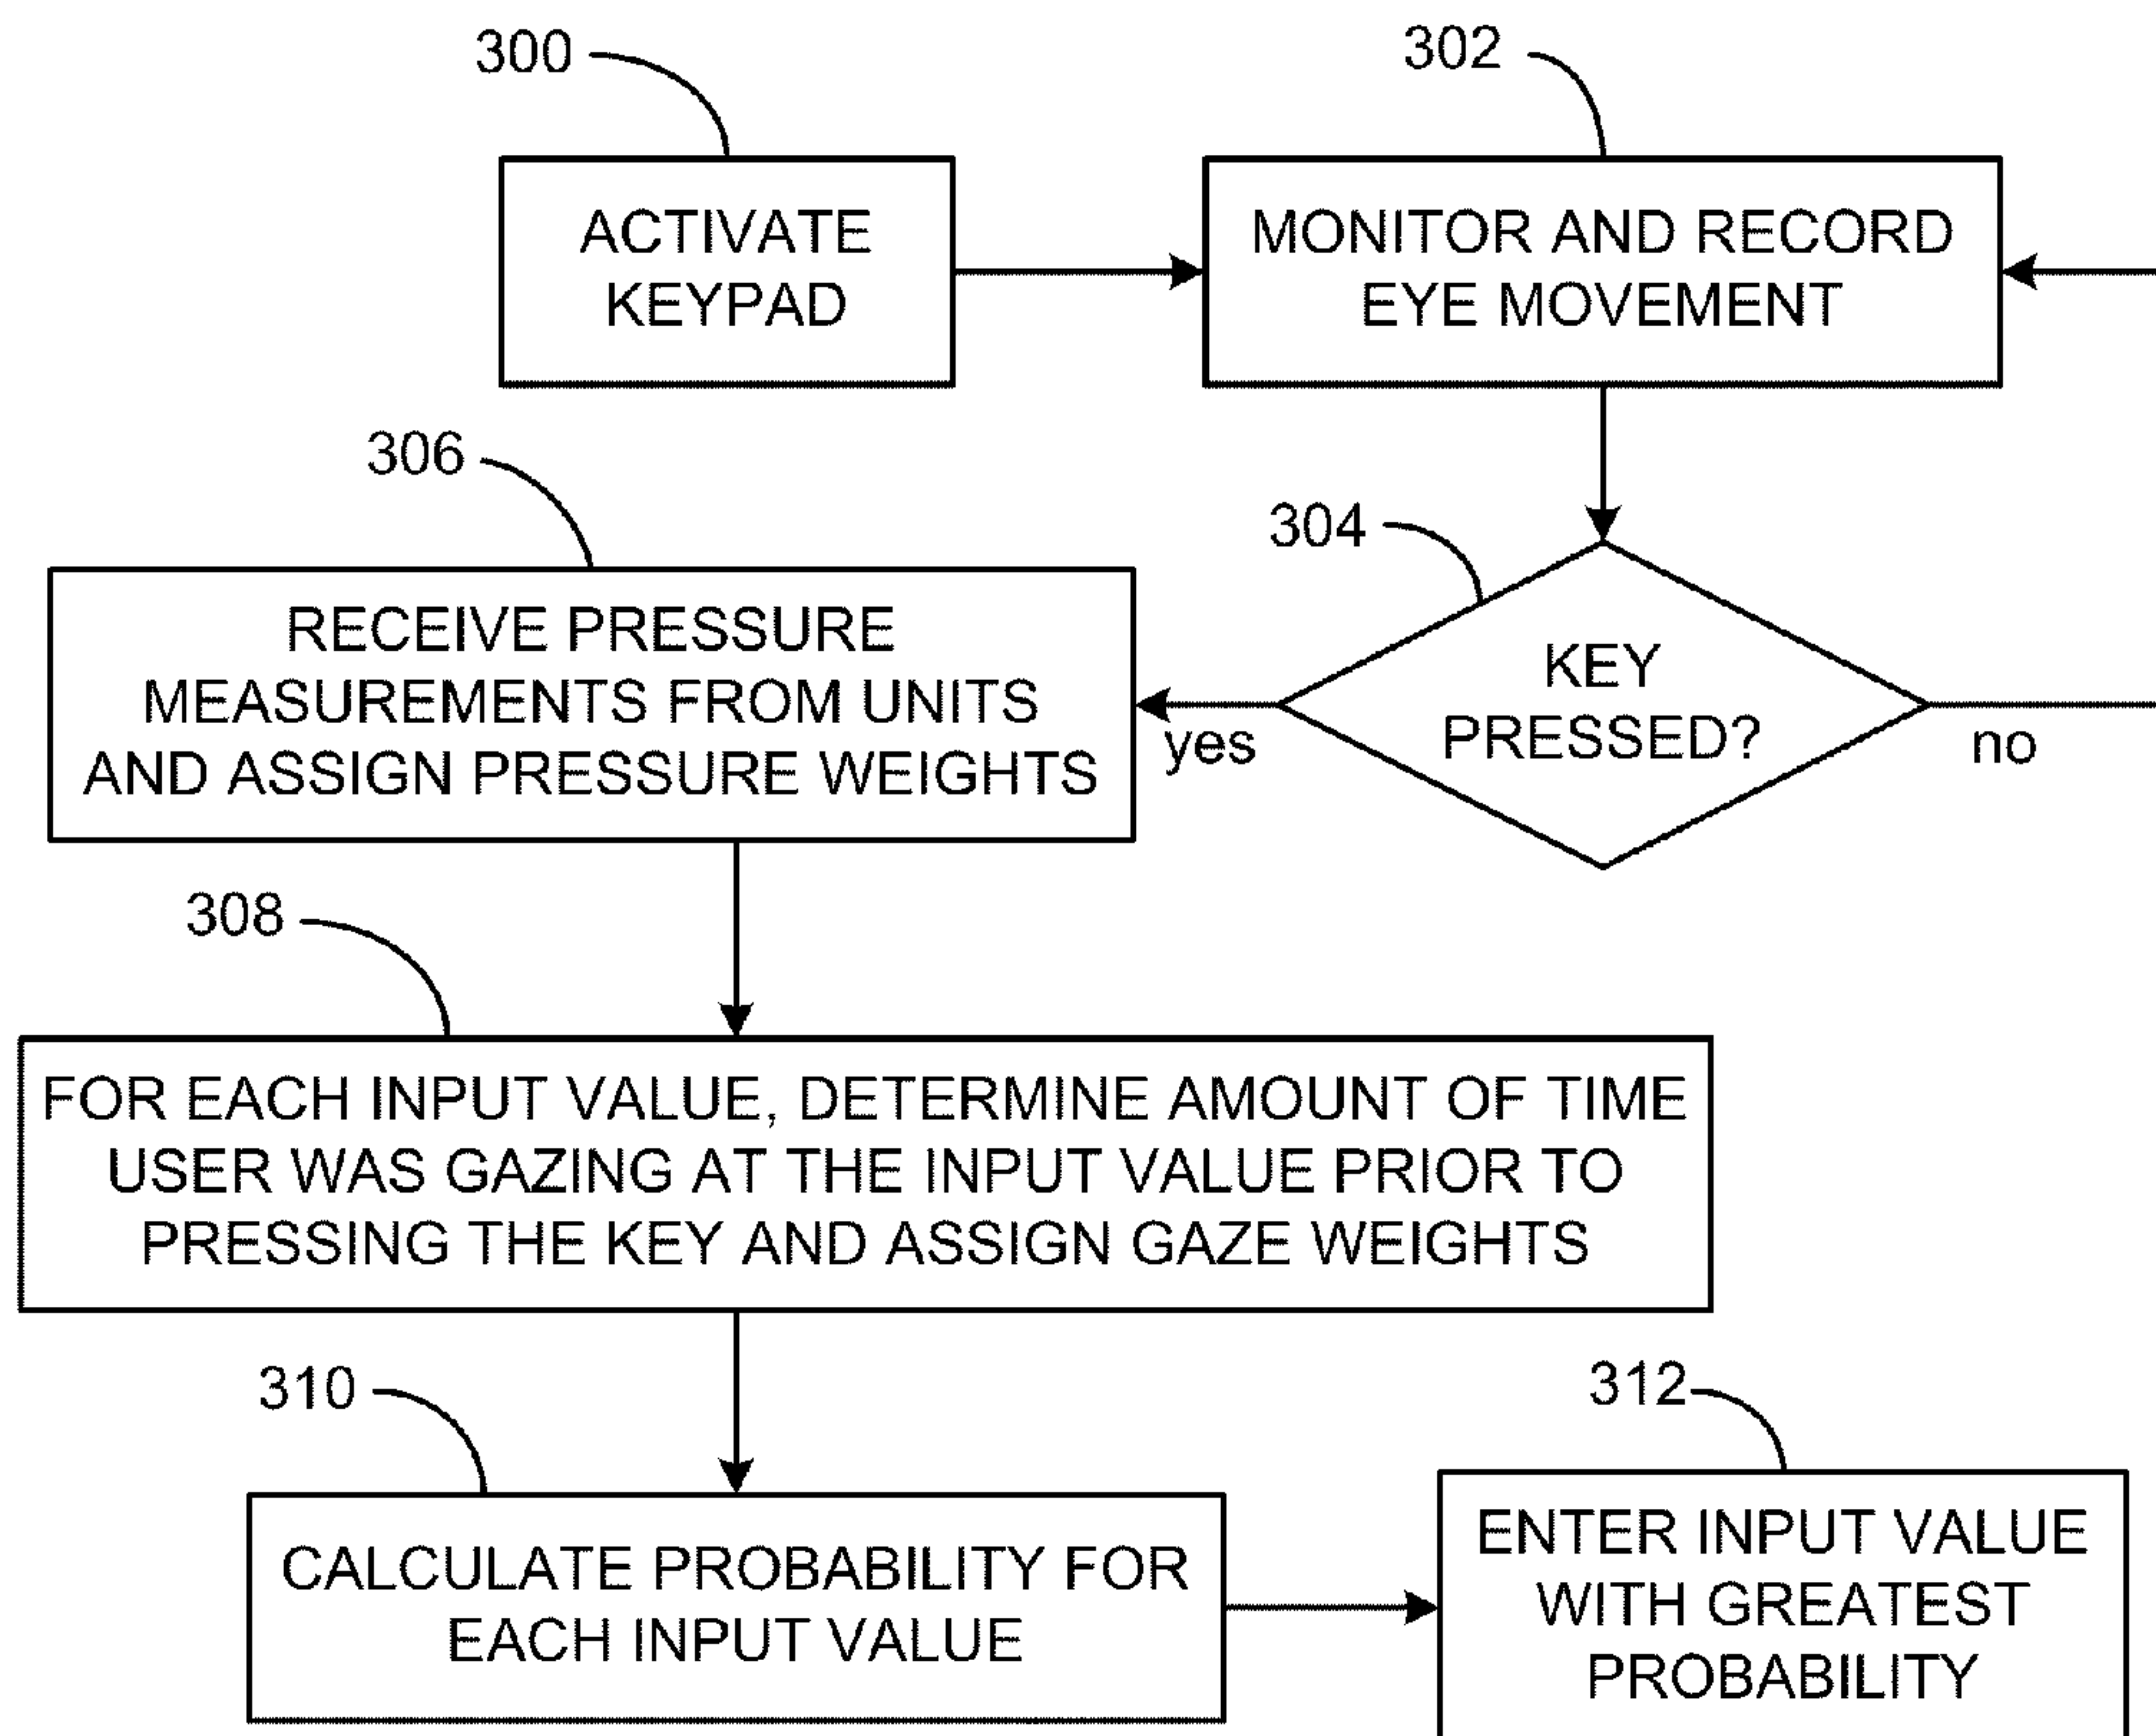 300
ACTIVATE
KEYPAD
302
MONITOR AND RECORD
EYE MOVEMENT
304
KEY
PRESSED?
yes
no
306
RECEIVE PRESSURE
MEASUREMENTS FROM UNITS
AND ASSIGN PRESSURE WEIGHTS
308
FOR EACH INPUT VALUE, DETERMINE AMOUNT OF TIME
USER WAS GAZING AT THE INPUT VALUE PRIOR TO
PRESSING THE KEY AND ASSIGN GAZE WEIGHTS
310
CALCULATE PROBABILITY FOR
EACH INPUT VALUE
312
ENTER INPUT VALUE
WITH GREATEST
PROBABILITY